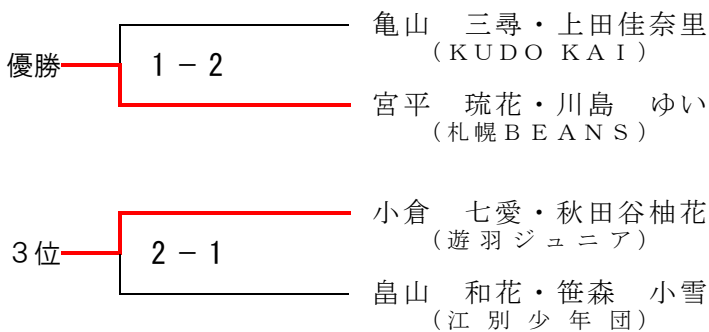 亀山　三尋・上田佳奈里
（ＫＵＤＯ ＫＡＩ）
優勝
１－２
宮平　琉花・川島　ゆい
（札幌ＢＥＡＮＳ）
小倉　七愛・秋田谷柚花
（遊羽ジュニア）
３位
２－１
畠山　和花・笹森　小雪
（江別少年団）